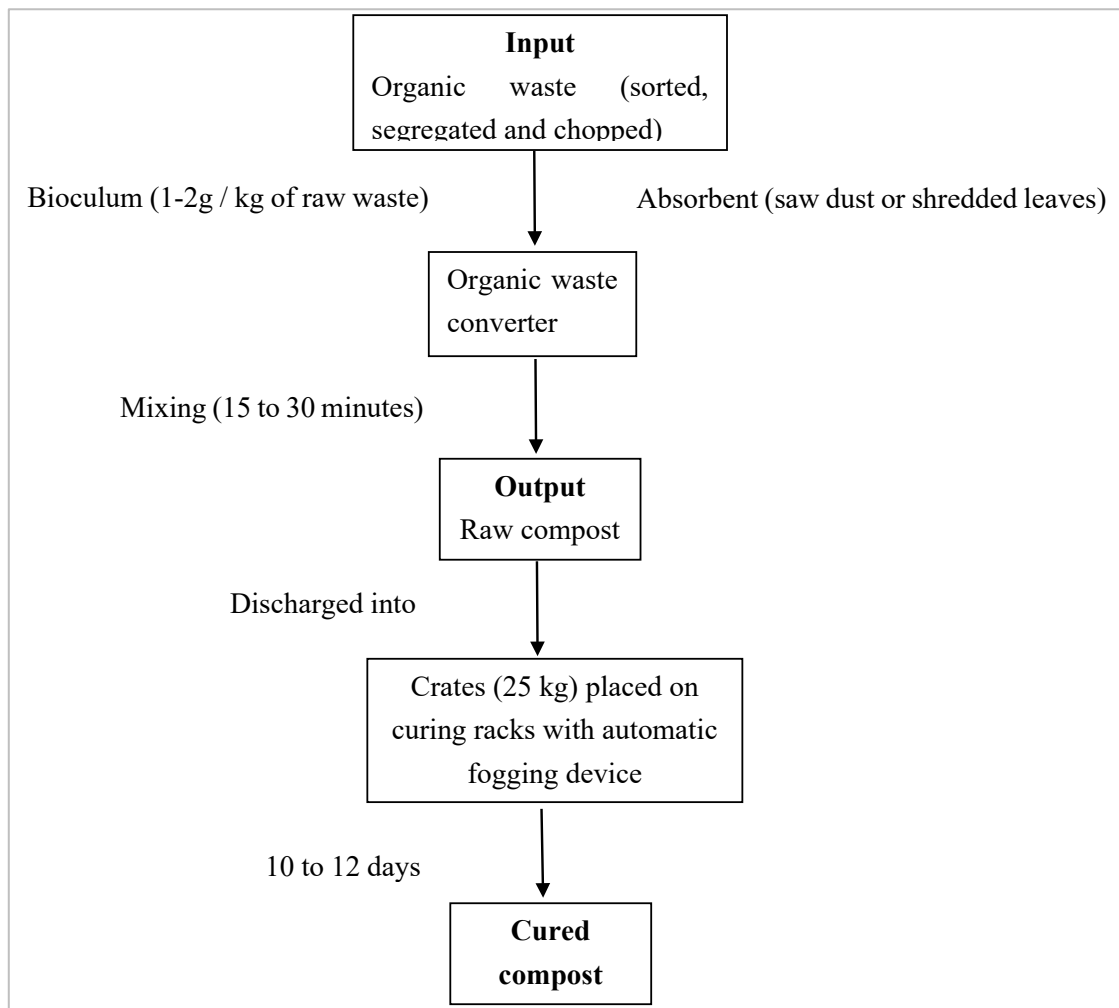 Input
Organic waste (sorted,
segregated and chopped)
Bioculum (1-2g / kg of raw waste)
Absorbent (saw dust or shredded leaves)
Organic waste
converter
Mixing (15 to 30 minutes)
Output
Raw compost
Discharged into
Crates (25 kg) placed on
curing racks with automatic
fogging device
10 to 12 days
Cured
compost